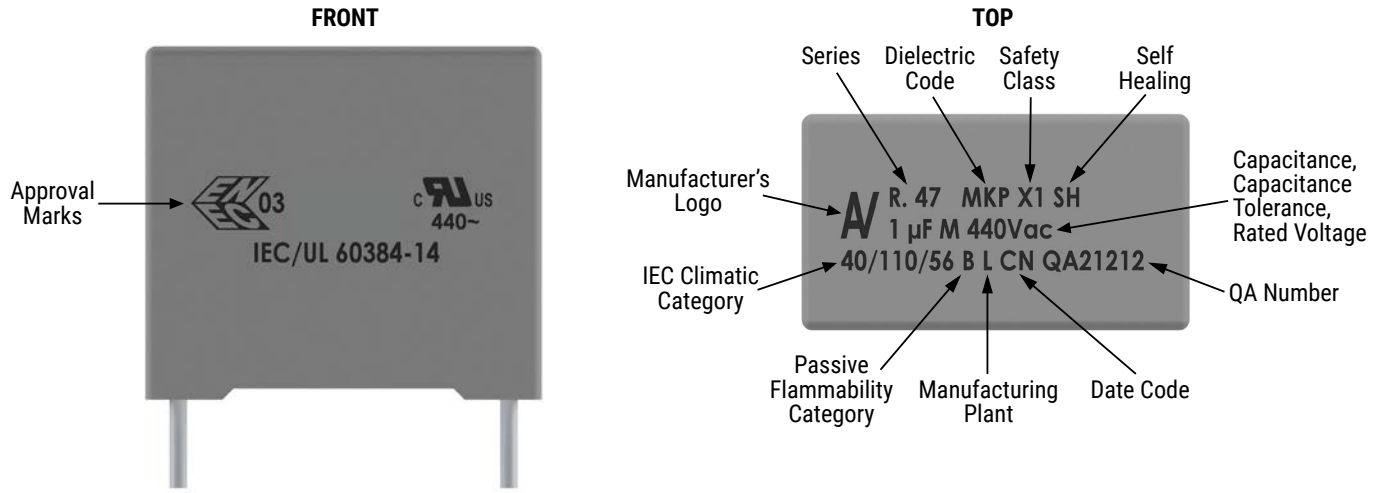 FRONT
Approval
Marks
03
C US
440~
IEC/UL 60384-14
TOP
Series
Dielectric
Code
Safety
Class
Self
Healing
Manufacturer's
Logo
R. 47 MKP X1 SH
1 µF M 440Vac
40/110/56 B L CN QA21212
Capacitance,
Capacitance
Tolerance,
Rated Voltage
IEC Climatic
Category
QA Number
Passive
Flammability
Category
Manufacturing
Plant
Date Code